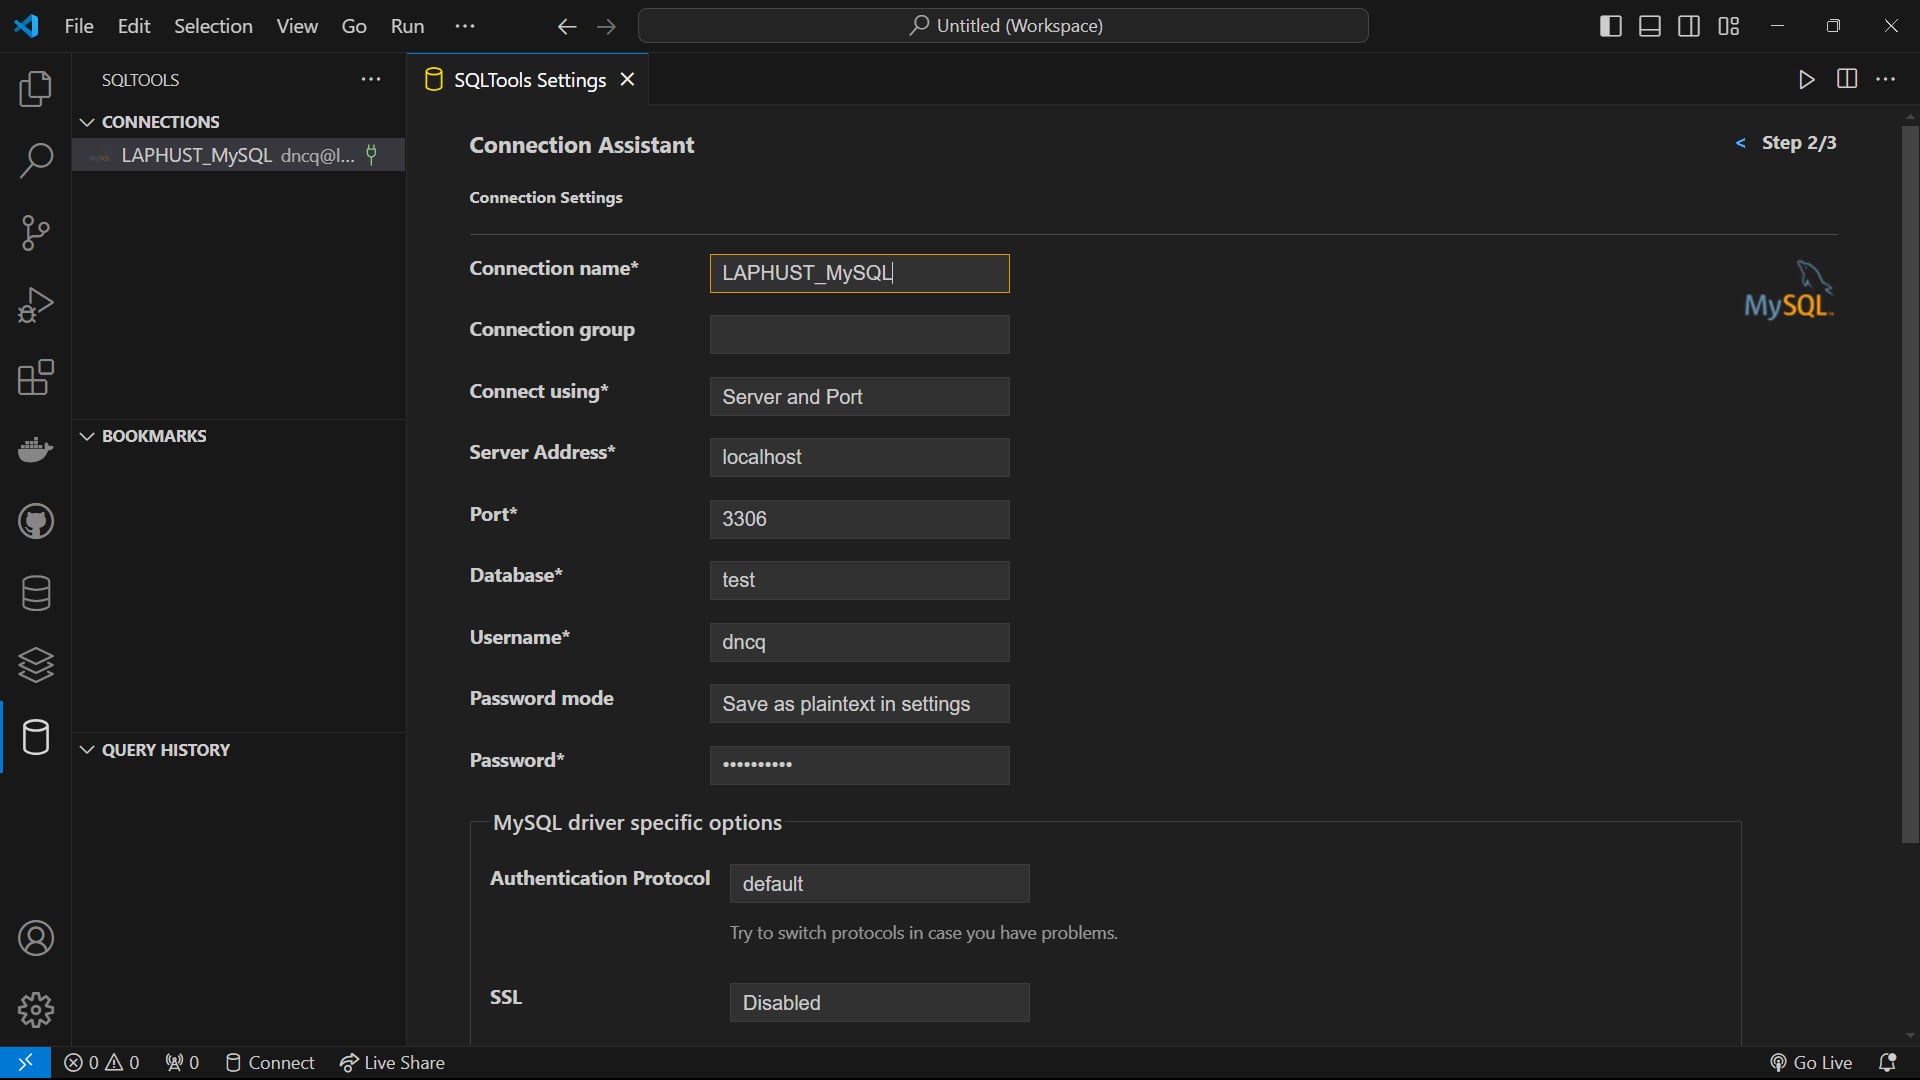 File Edit Selection View Go Run ···
Untitled (Workspace)
SQLTOOLS
SQLTools Settings
CONNECTIONS
LAPHUST_MySQL dncq@l...
Connection Assistant
< Step 2/3
Connection Settings
Connection name* LAPHUST_MySQL
MySQL™
Connection group
Connect using* Server and Port
Server Address* localhost
BOOKMARKS
Port* 3306
Database* test
Username* dncq
Password mode Save as plaintext in settings
QUERY HISTORY
Password* ••••••••••
MySQL driver specific options
Authentication Protocol default
Try to switch protocols in case you have problems.
SSL Disabled
0 0 0 Connect Live Share
Go Live